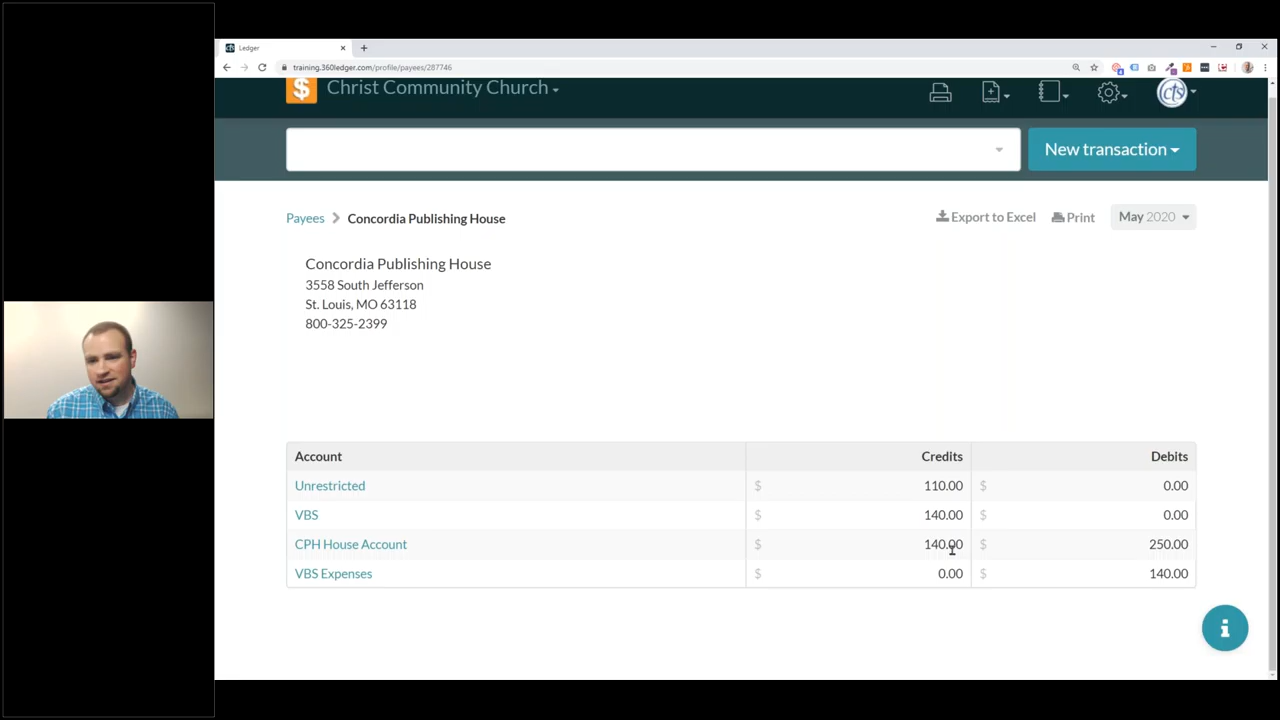 Ledger
training.360ledger.com/profile/payees/287746
$ Christ Community Church
cts
New transaction
Payees > Concordia Publishing House
Export to Excel Print May 2020
Concordia Publishing House
3558 South Jefferson
St. Louis, MO 63118
800-325-2399
Account Credits Debits
Unrestricted $ 110.00 $ 0.00
VBS $ 140.00 $ 0.00
CPH House Account $ 140.00 $ 250.00
VBS Expenses $ 0.00 $ 140.00
i